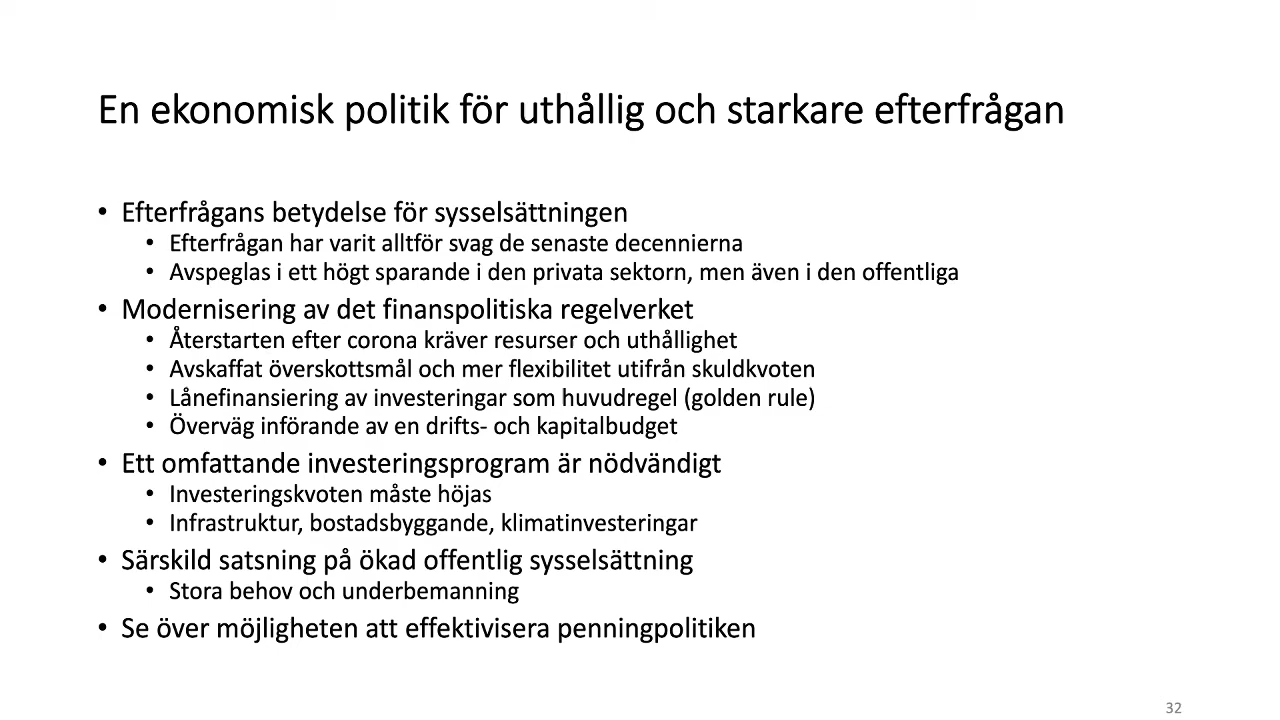 En ekonomisk politik för uthållig och starkare efterfrågan
• Efterfrågans betydelse för sysselsättningen
• Efterfrågan har varit alltför svag de senaste decennierna
• Avspeglas i ett högt sparande i den privata sektorn, men även i den offentliga
• Modernisering av det finanspolitiska regelverket
• Återstarten efter corona kräver resurser och uthållighet
• Avskaffat överskottsmål och mer flexibilitet utifrån skuldkvoten
• Lånefinansiering av investeringar som huvudregel (golden rule)
• Överväg införande av en drifts- och kapitalbudget
• Ett omfattande investeringsprogram är nödvändigt
• Investeringskvoten måste höjas
• Infrastruktur, bostadsbyggande, klimatinvesteringar
• Särskild satsning på ökad offentlig sysselsättning
• Stora behov och underbemanning
• Se över möjligheten att effektivisera penningpolitiken
32